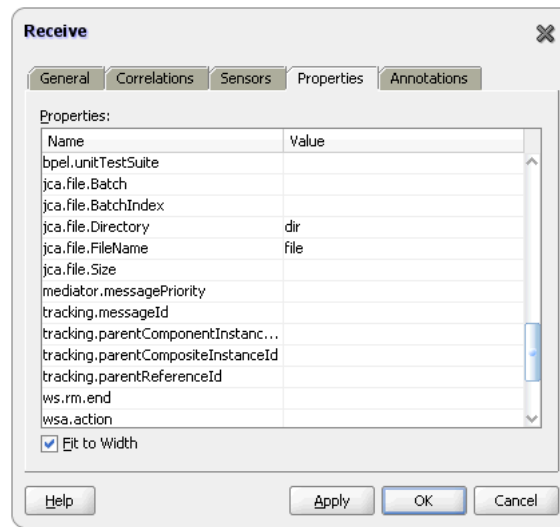 Receive
General Correlations Sensors Properties Annotations
Properties:
Name Value
bpel.unitTestSuite
jca.file.Batch
jca.file.BatchIndex
jca.file.Directory dir
jca.file.FileName file
jca.file.Size
mediator.messagePriority
tracking.messageId
tracking.parentComponentInstanc...
tracking.parentCompositeInstanceId
tracking.parentReferenceId
ws.rm.end
wsa.action
Fit to Width
Help Apply OK Cancel